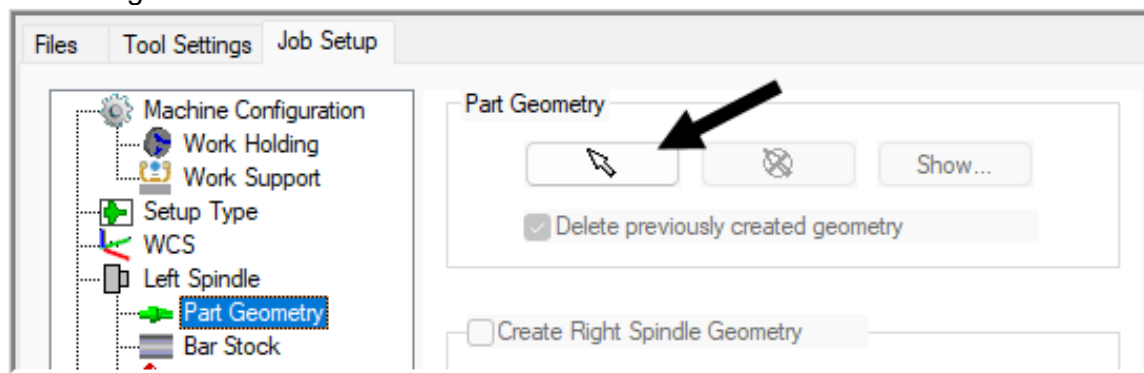 Files Tool Settings Job Setup
Machine Configuration
Work Holding
Work Support
Setup Type
WCS
Left Spindle
Part Geometry
Bar Stock
Part Geometry
Show...
Delete previously created geometry
Create Right Spindle Geometry